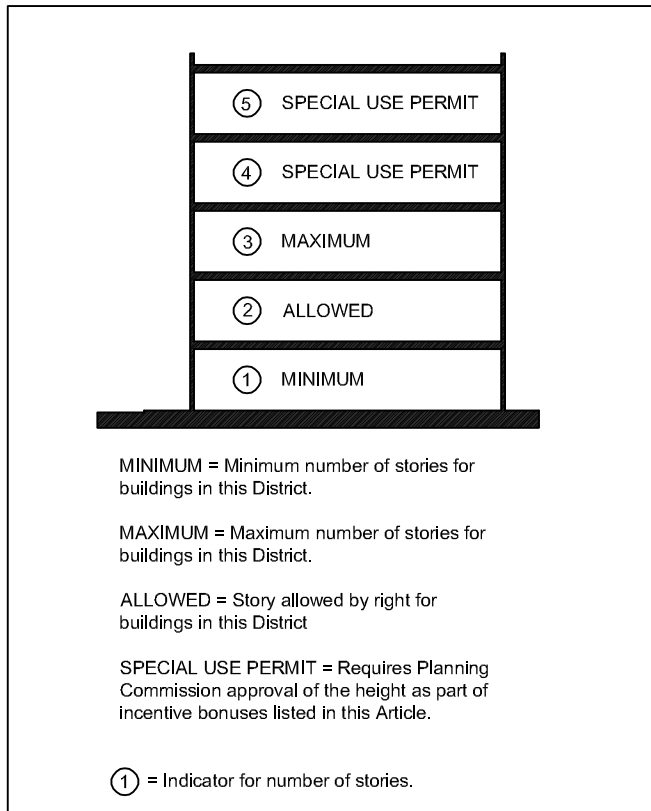 5 SPECIAL USE PERMIT
4 SPECIAL USE PERMIT
3 MAXIMUM
2 ALLOWED
1 MINIMUM
MINIMUM = Minimum number of stories for
buildings in this District.
MAXIMUM = Maximum number of stories for
buildings in this District.
ALLOWED = Story allowed by right for
buildings in this District
SPECIAL USE PERMIT = Requires Planning
Commission approval of the height as part of
incentive bonuses listed in this Article.
1 = Indicator for number of stories.